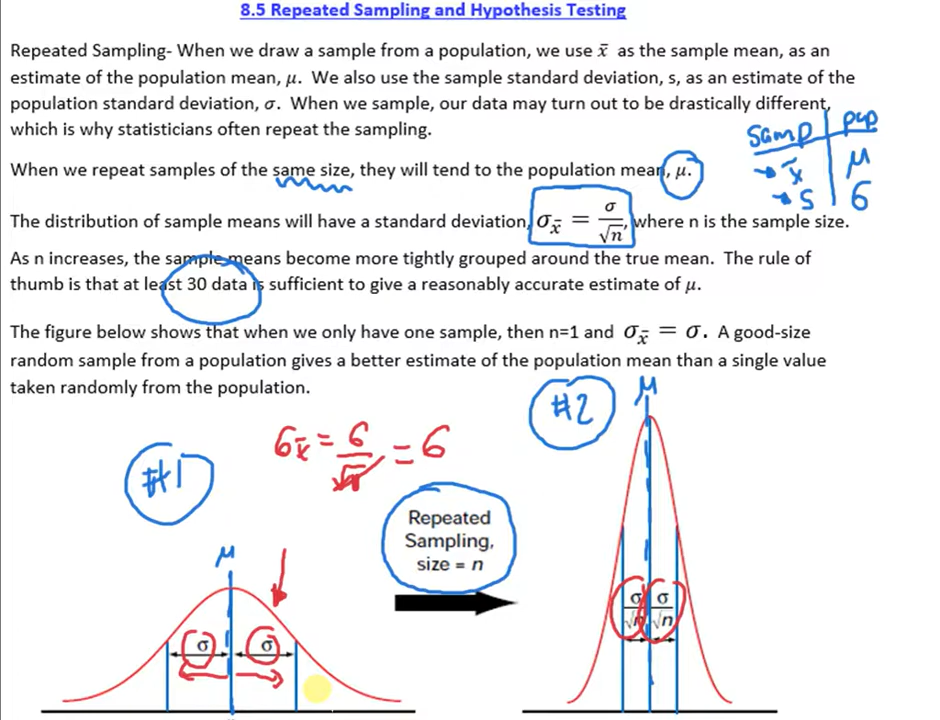 8.5 Repeated Sampling and Hypothesis Testing
Repeated Sampling- When we draw a sample from a population, we use x̄ as the sample mean, as an
estimate of the population mean, μ. We also use the sample standard deviation, s, as an estimate of the
population standard deviation, σ. When we sample, our data may turn out to be drastically different,
which is why statisticians often repeat the sampling.
samp pop
x̄ μ
s σ
When we repeat samples of the same size, they will tend to the population mean, μ.
The distribution of sample means will have a standard deviation, σx̄ = σ/√n, where n is the sample size.
As n increases, the sample means become more tightly grouped around the true mean. The rule of
thumb is that at least 30 data is sufficient to give a reasonably accurate estimate of μ.
The figure below shows that when we only have one sample, then n=1 and σx̄ = σ. A good-size
random sample from a population gives a better estimate of the population mean than a single value
taken randomly from the population.
#1
σx̄ = σ/√1 = σ
#2
μ
Repeated
Sampling,
size = n
μ
σ σ
σ/√n σ/√n